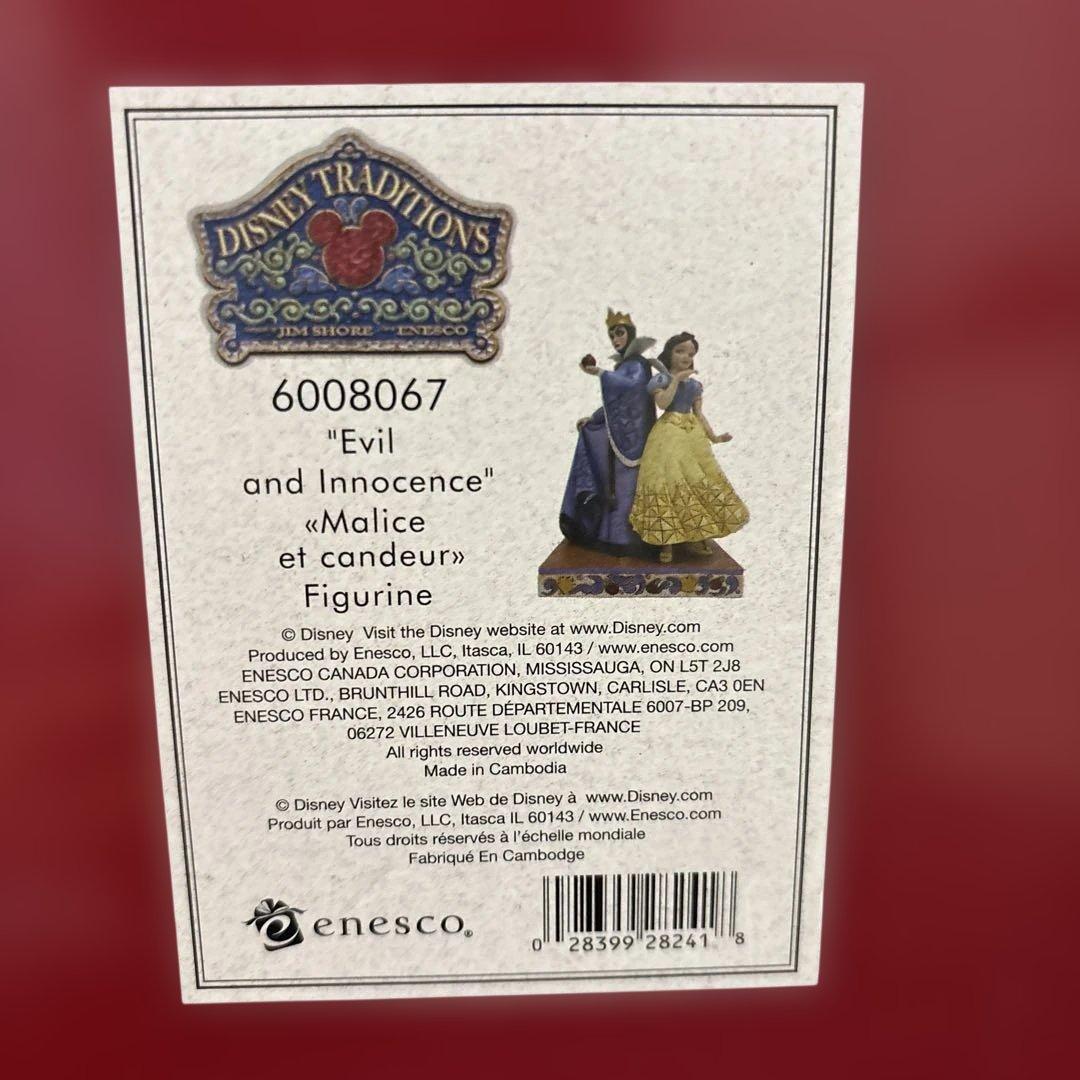 DISNEY TRADITIONS
JIM SHORE ENESCO
6008067
"Evil
and Innocence"
«Malice
et candeur»
Figurine
© Disney Visit the Disney website at www.Disney.com
Produced by Enesco, LLC, Itasca, IL 60143 / www.enesco.com
ENESCO CANADA CORPORATION, MISSISSAUGA, ON L5T 2J8
ENESCO LTD., BRUNTHILL ROAD, KINGSTOWN, CARLISLE, CA3 0EN
ENESCO FRANCE, 2426 ROUTE DÉPARTEMENTALE 6007-BP 209,
06272 VILLENEUVE LOUBET-FRANCE
All rights reserved worldwide
Made in Cambodia
© Disney Visitez le site Web de Disney à www.Disney.com
Produit par Enesco, LLC, Itasca IL 60143 / www.Enesco.com
Tous droits réservés à l'échelle mondiale
Fabriqué En Cambodge
enesco®
0 28399 28241 8